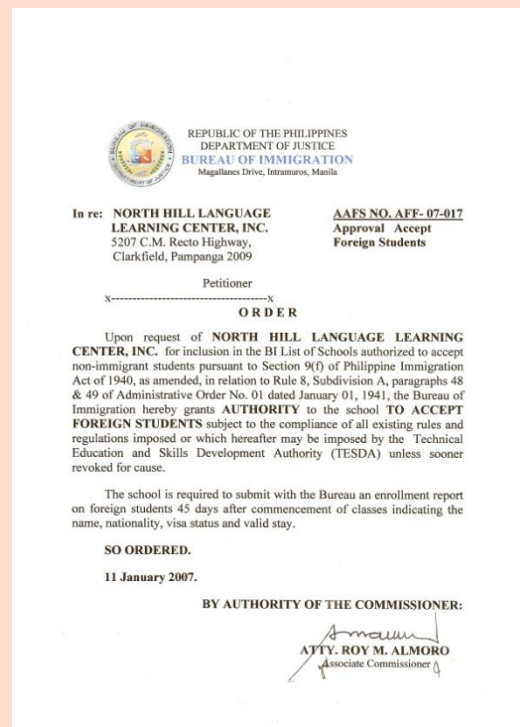 REPUBLIC OF THE PHILIPPINES
DEPARTMENT OF JUSTICE
BUREAU OF IMMIGRATION
Magallanes Drive, Intramuros, Manila
In re: NORTH HILL LANGUAGE
LEARNING CENTER, INC.
5207 C.M. Recto Highway,
Clarkfield, Pampanga 2009
AAFS NO. AFF- 07-017
Approval Accept
Foreign Students
Petitioner
x-------------------------------------x
O R D E R
Upon request of NORTH HILL LANGUAGE LEARNING
CENTER, INC. for inclusion in the BI List of Schools authorized to accept
non-immigrant students pursuant to Section 9(f) of Philippine Immigration
Act of 1940, as amended, in relation to Rule 8, Subdivision A, paragraphs 48
& 49 of Administrative Order No. 01 dated January 01, 1941, the Bureau of
Immigration hereby grants AUTHORITY to the school TO ACCEPT
FOREIGN STUDENTS subject to the compliance of all existing rules and
regulations imposed or which hereafter may be imposed by the Technical
Education and Skills Development Authority (TESDA) unless sooner
revoked for cause.
The school is required to submit with the Bureau an enrollment report
on foreign students 45 days after commencement of classes indicating the
name, nationality, visa status and valid stay.
SO ORDERED.
11 January 2007.
BY AUTHORITY OF THE COMMISSIONER:
ATTY. ROY M. ALMORO
Associate Commissioner